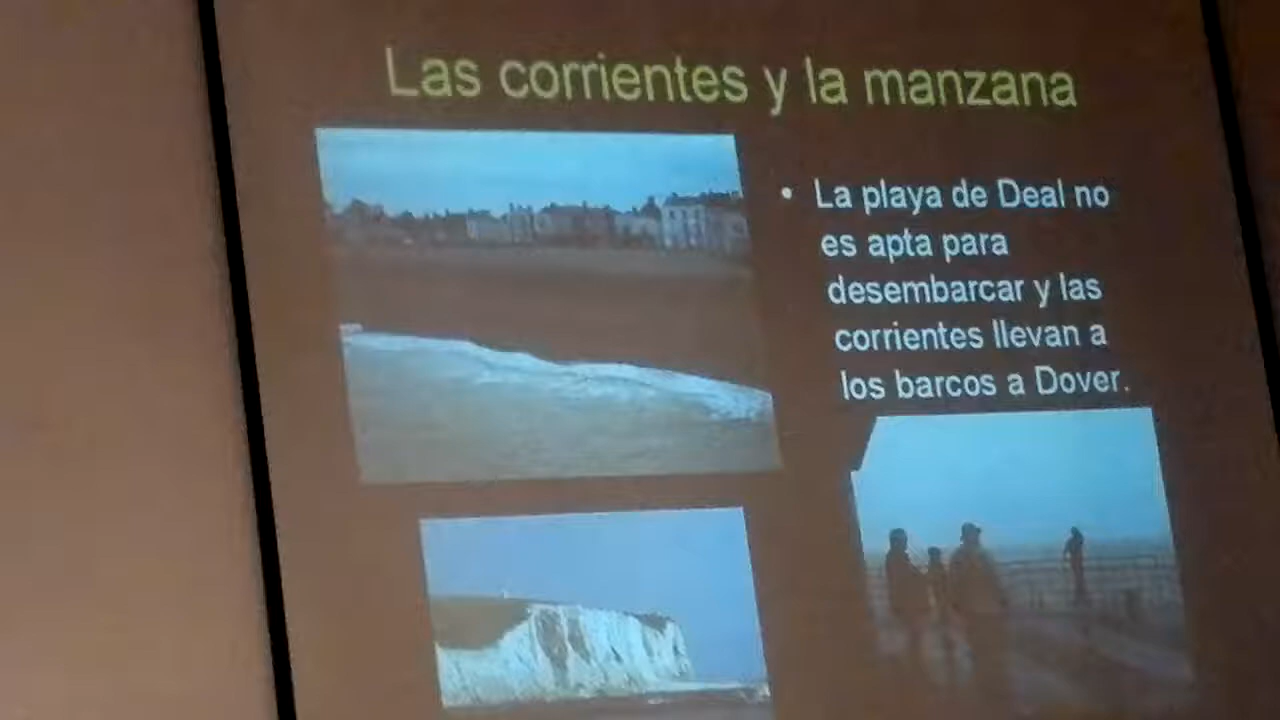 Las corrientes y la manzana
• La playa de Deal no
es apta para
desembarcar y las
corrientes llevan a
los barcos a Dover.